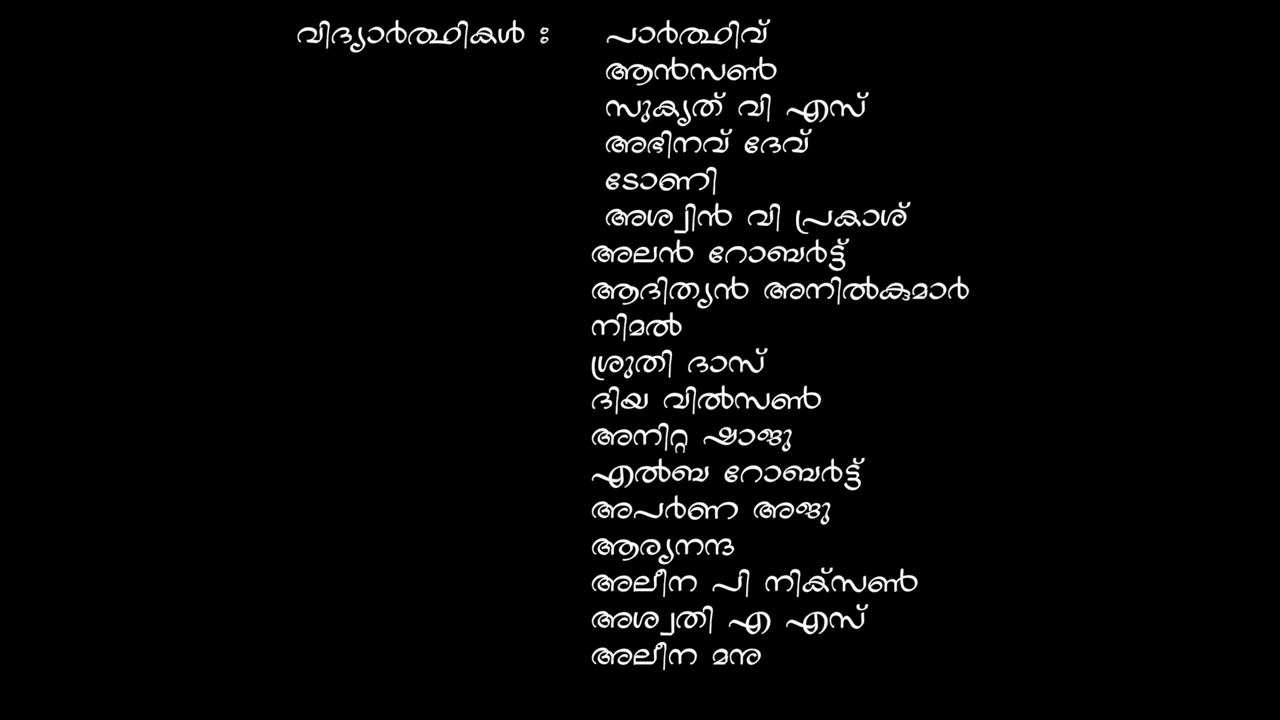 വിദ്യാർത്ഥികൾ : പാർത്ഥിവ്
ആൻസൺ
സുകൃത് വി എസ്
അഭിനവ് ദേവ്
ടോണി
അശ്വിൻ വി പ്രകാശ്
അലൻ റോബർട്ട്
ആദിത്യൻ അനിൽകുമാർ
നിമൽ
ശ്രുതി ദാസ്
ദിയ വിൽസൺ
അനിറ്റ ഷാജു
എൽബ റോബർട്ട്
അപർണ അജു
ആര്യനന്ദ
അലീന പി നിക്സൺ
അശ്വതി എ എസ്
അലീന മനു